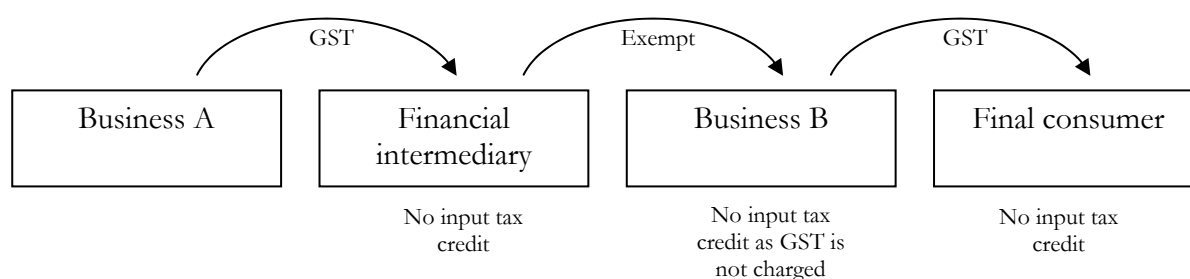 GST
Exempt
GST
Business A
Financial
intermediary
Business B
Final consumer
No input tax
credit
No input tax
credit as GST is
not charged
No input tax
credit